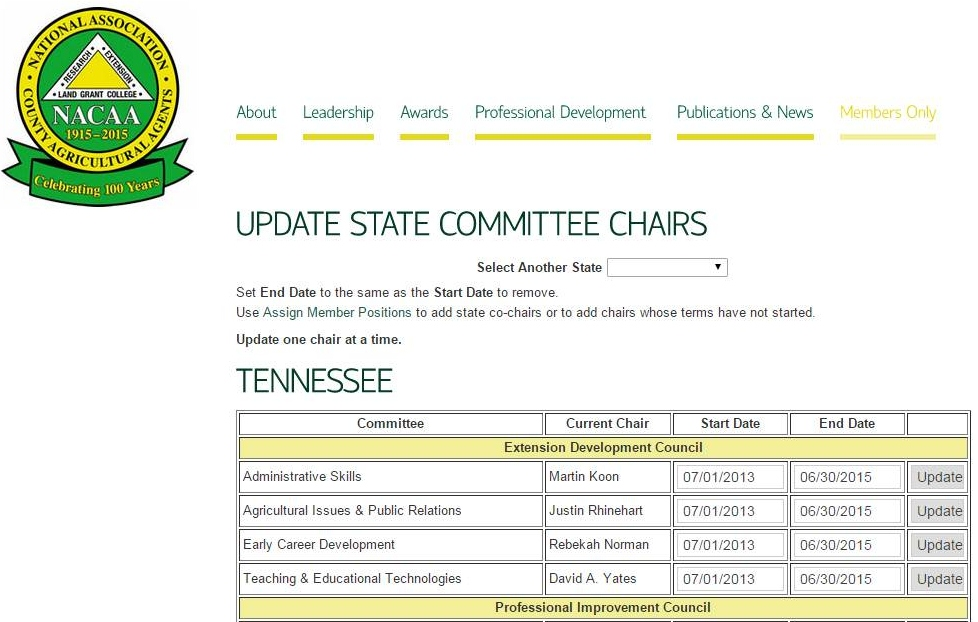 NATIONAL ASSOCIATION
COUNTY AGRICULTURAL AGENTS
RESEARCH • EXTENSION
• LAND GRANT COLLEGE •
NACAA
1915-2015
Celebrating 100 Years
About Leadership Awards Professional Development Publications & News Members Only
UPDATE STATE COMMITTEE CHAIRS
Select Another State
Set End Date to the same as the Start Date to remove.
Use Assign Member Positions to add state co-chairs or to add chairs whose terms have not started.
Update one chair at a time.
TENNESSEE
Committee Current Chair Start Date End Date
Extension Development Council
Administrative Skills Martin Koon 07/01/2013 06/30/2015 Update
Agricultural Issues & Public Relations Justin Rhinehart 07/01/2013 06/30/2015 Update
Early Career Development Rebekah Norman 07/01/2013 06/30/2015 Update
Teaching & Educational Technologies David A. Yates 07/01/2013 06/30/2015 Update
Professional Improvement Council